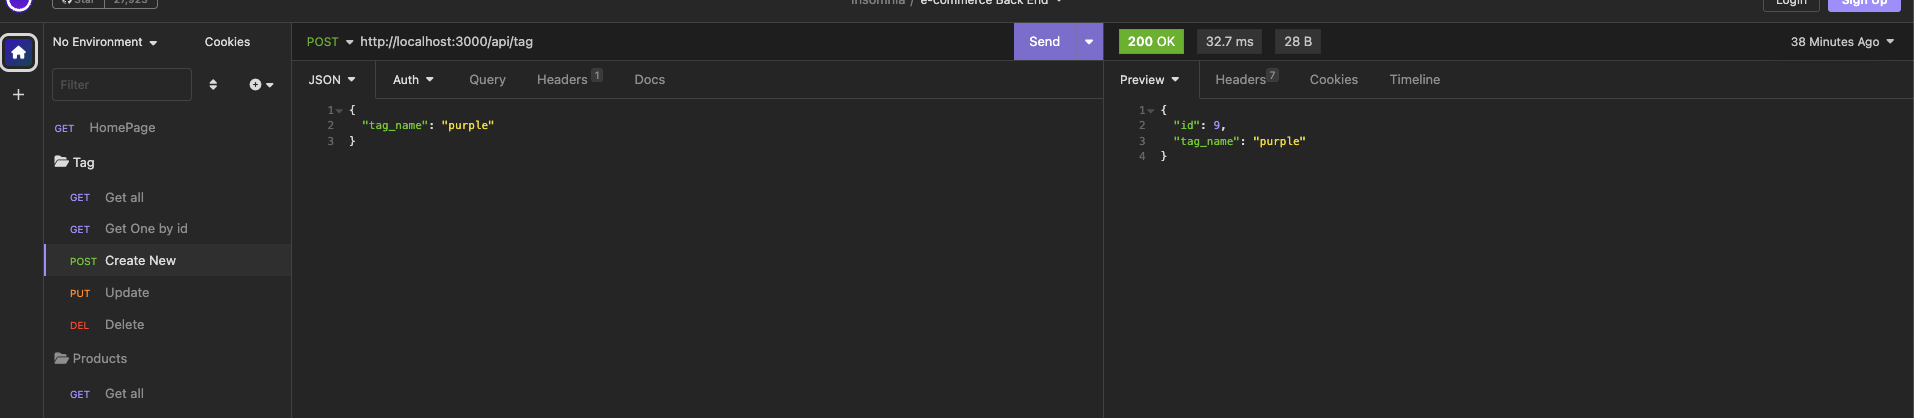 Star 27,923
insomnia / e-commerce Back End
Login
Sign Up
No Environment
Cookies
POST http://localhost:3000/api/tag
Send
200 OK
32.7 ms
28 B
38 Minutes Ago
Filter
JSON
Auth
Query
Headers 1
Docs
Preview
Headers 7
Cookies
Timeline
1 {
2 "tag_name": "purple"
3 }
1 {
2 "id": 9,
3 "tag_name": "purple"
4 }
GET HomePage
Tag
GET Get all
GET Get One by id
POST Create New
PUT Update
DEL Delete
Products
GET Get all